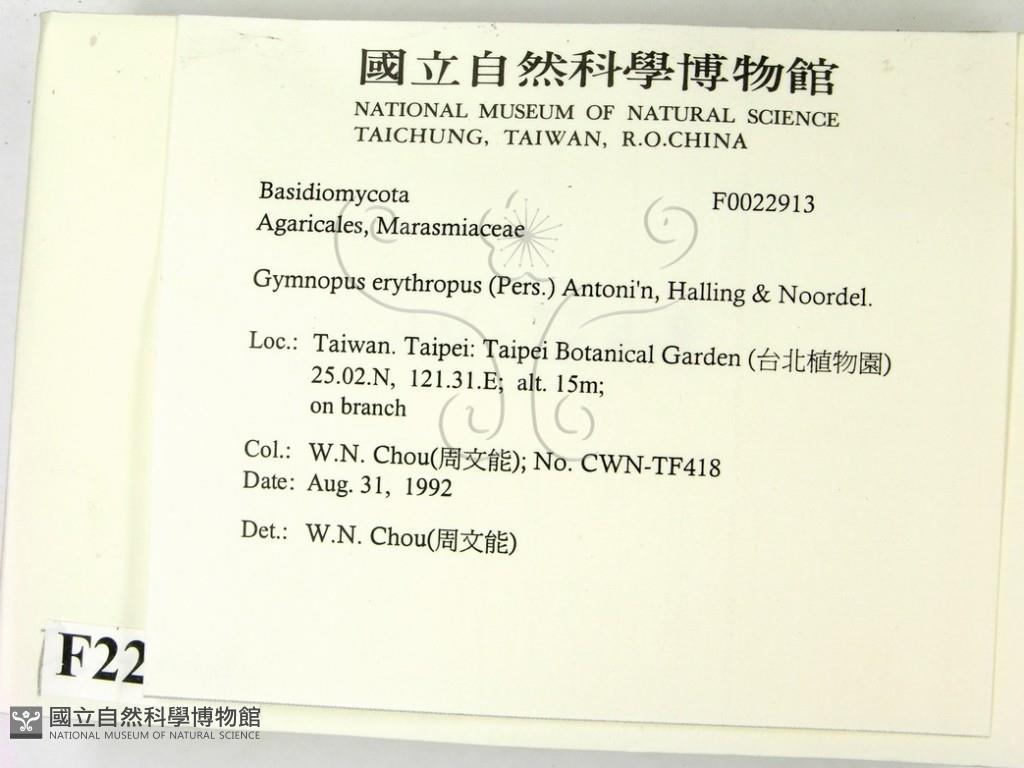 國立自然科學博物館
NATIONAL MUSEUM OF NATURAL SCIENCE
TAICHUNG, TAIWAN, R.O.CHINA
Basidiomycota F0022913
Agaricales, Marasmiaceae
Gymnopus erythropus (Pers.) Antoni'n, Halling & Noordel.
Loc.: Taiwan. Taipei: Taipei Botanical Garden (台北植物園)
25.02.N, 121.31.E; alt. 15m;
on branch
Col.: W.N. Chou(周文能); No. CWN-TF418
Date: Aug. 31, 1992
Det.: W.N. Chou(周文能)
F22
國立自然科學博物館
NATIONAL MUSEUM OF NATURAL SCIENCE